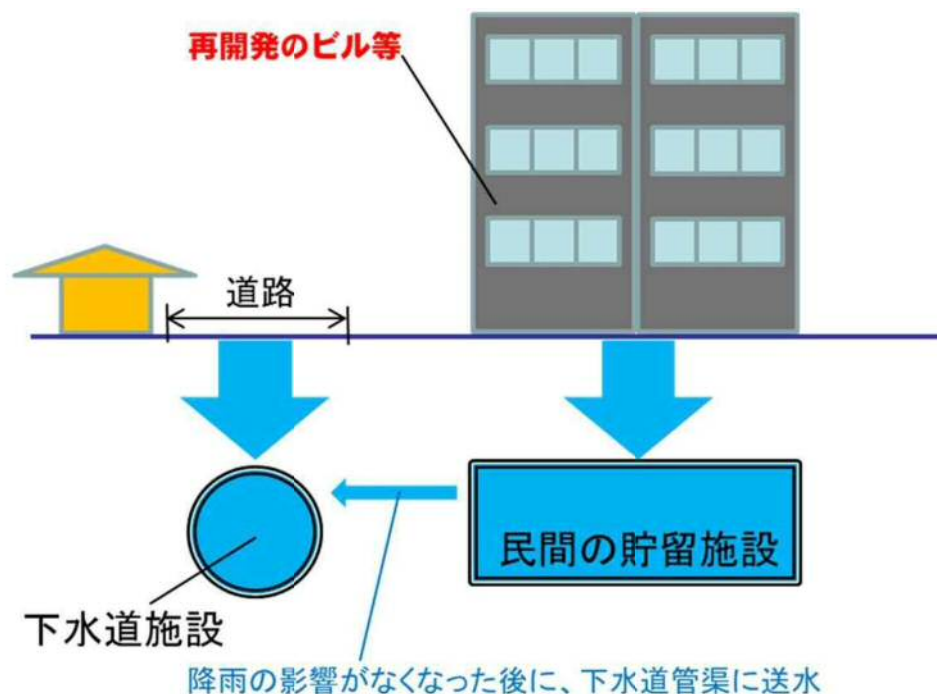 再開発のビル等
道路
民間の貯留施設
下水道施設
降雨の影響がなくなった後に、下水道管渠に送水